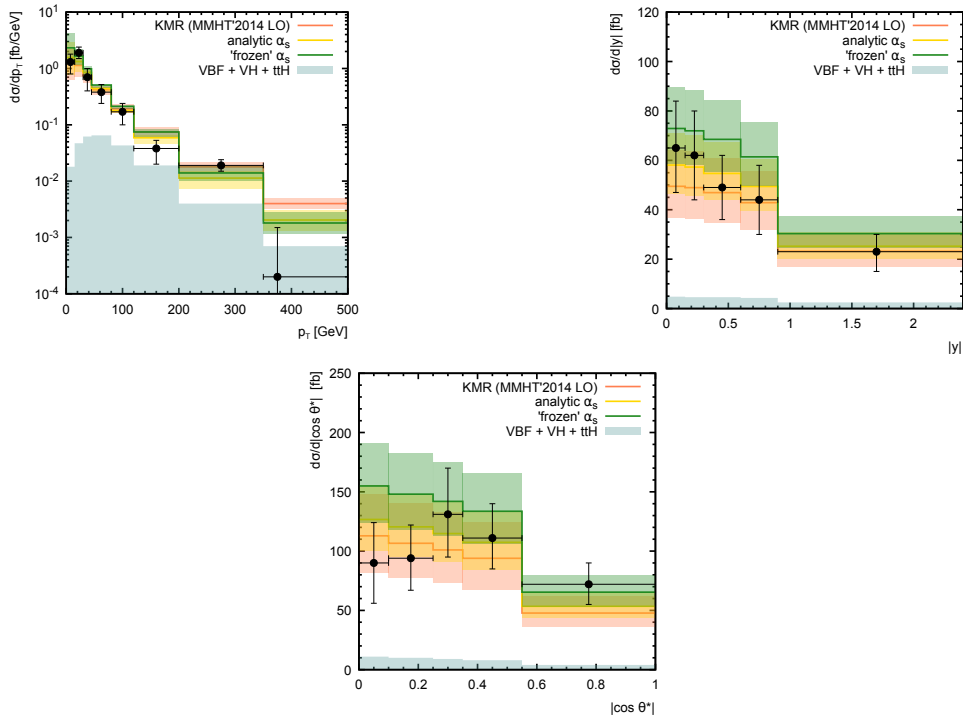 dσ/dp_T [fb/GeV]
KMR (MMHT'2014 LO)
analytic α_s
'frozen' α_s
VBF + VH + ttH
10^1
10^0
10^-1
10^-2
10^-3
10^-4
0 100 200 300 400 500
p_T [GeV]
dσ/d|y| [fb]
KMR (MMHT'2014 LO)
analytic α_s
'frozen' α_s
VBF + VH + ttH
120
100
80
60
40
20
0
0 0.5 1 1.5 2
|y|
dσ/d|cos θ*| [fb]
KMR (MMHT'2014 LO)
analytic α_s
'frozen' α_s
VBF + VH + ttH
250
200
150
100
50
0
0 0.2 0.4 0.6 0.8 1
|cos θ*|